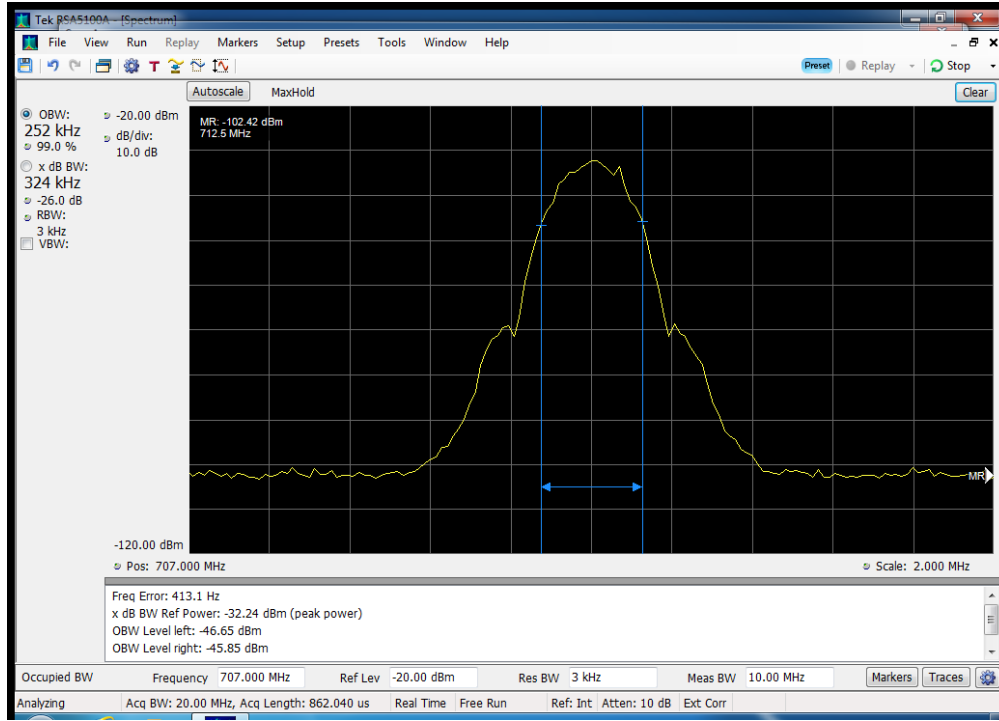 Tek RSA5100A - [Spectrum]
File View Run Replay Markers Setup Presets Tools Window Help
T
Preset Replay Stop
Autoscale MaxHold Clear
OBW:
252 kHz
99.0 %
x dB BW:
324 kHz
-26.0 dB
RBW:
3 kHz
VBW:
-20.00 dBm
dB/div:
10.0 dB
MR: -102.42 dBm
712.5 MHz
MR
-120.00 dBm
Pos: 707.000 MHz Scale: 2.000 MHz
Freq Error: 413.1 Hz
x dB BW Ref Power: -32.24 dBm (peak power)
OBW Level left: -46.65 dBm
OBW Level right: -45.85 dBm
Occupied BW Frequency 707.000 MHz Ref Lev -20.00 dBm Res BW 3 kHz Meas BW 10.00 MHz Markers Traces
Analyzing Acq BW: 20.00 MHz, Acq Length: 862.040 us Real Time Free Run Ref: Int Atten: 10 dB Ext Corr